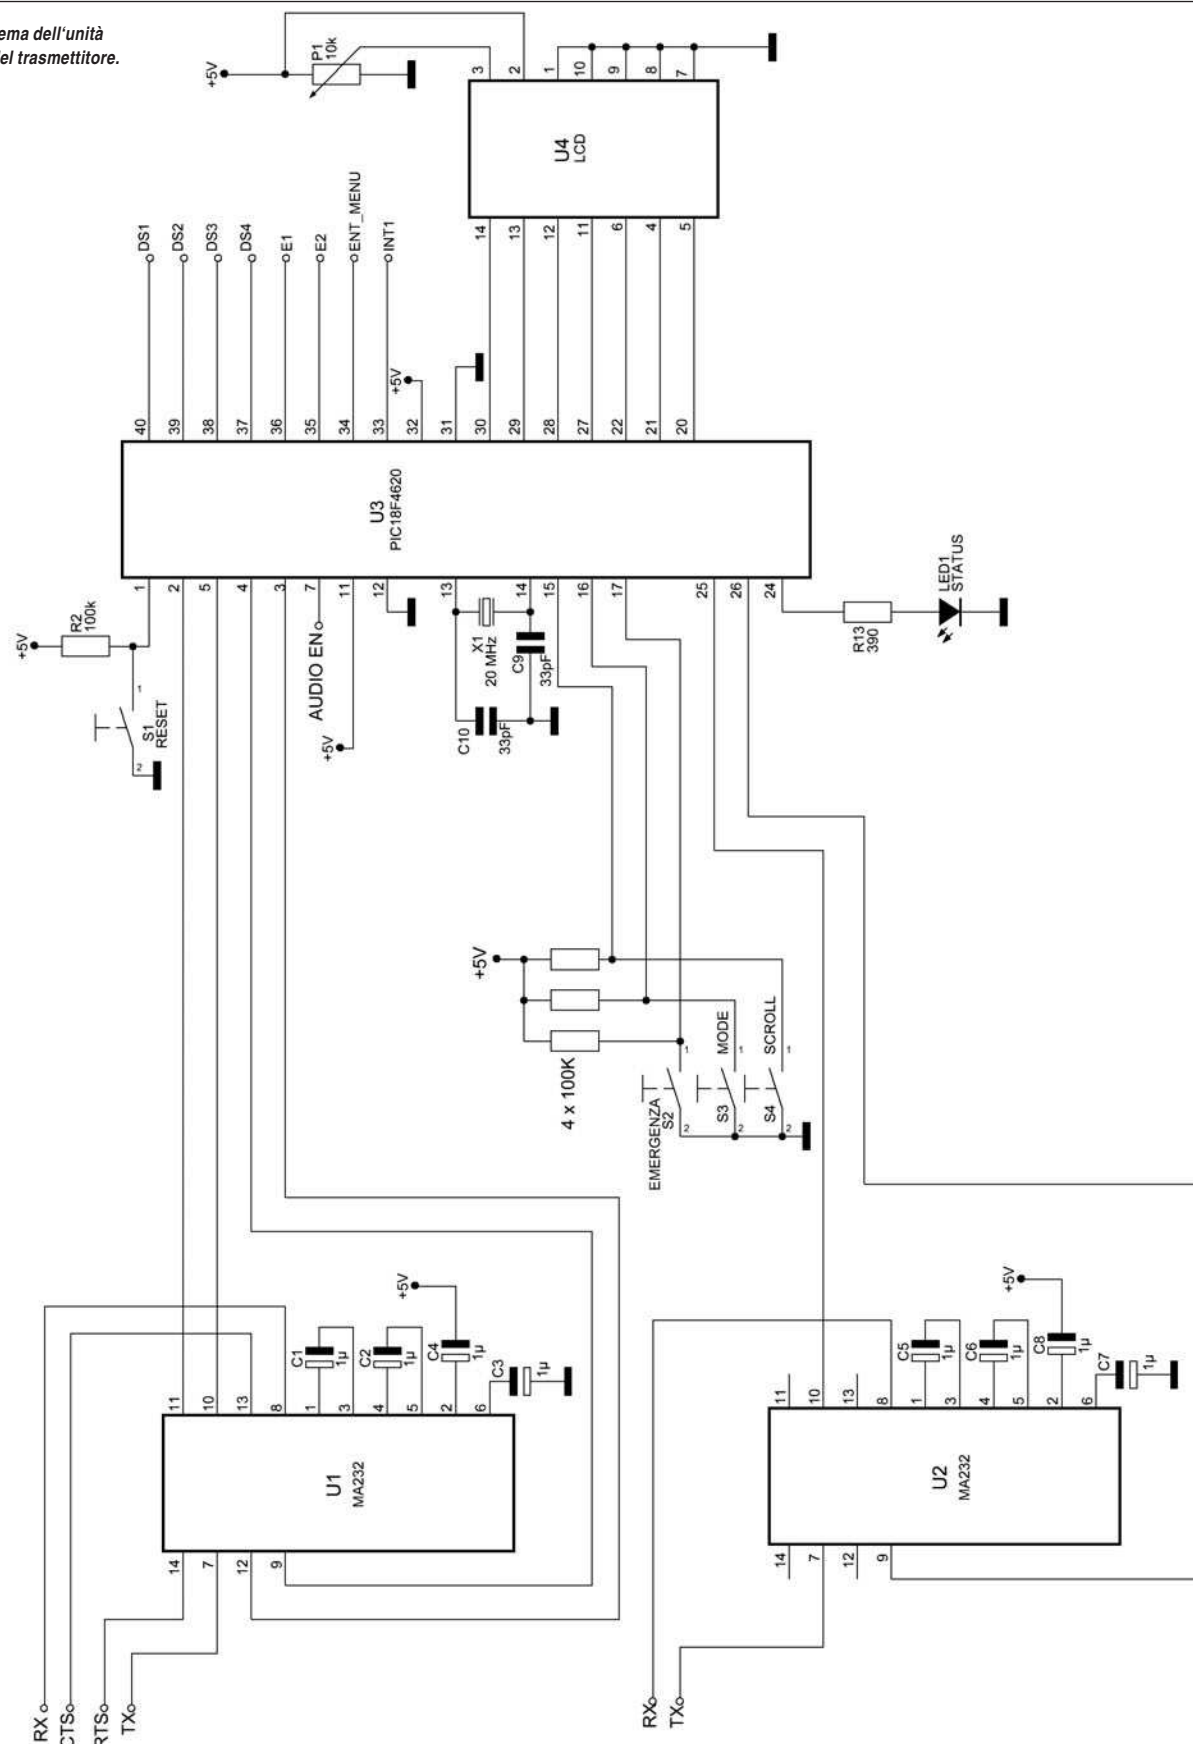 ema dell'unità
el trasmettitore.
+5V
P1
10k
3
2
1
10
9
8
7
U4
LCD
14
13
12
11
6
4
5
DS1
DS2
DS3
DS4
E1
E2
ENT_MENU
INT1
+5V
40
39
38
37
36
35
34
33
32
31
30
29
28
27
22
21
20
U3
PIC18F4620
1
2
5
4
3
7
11
12
13
14
15
16
17
25
26
24
+5V
R2
100k
1
S1
RESET
2
AUDIO EN
+5V
X1
20 MHz
C9
33pF
C10
33pF
R13
390
LED1
STATUS
+5V
4 x 100K
EMERGENZA
S2
1
2
MODE
S3
1
2
SCROLL
S4
1
2
+5V
C1
1µ
C2
1µ
C4
1µ
C3
1µ
11
10
13
8
1
3
4
5
2
6
U1
MA232
14
7
12
9
RX
CTS
RTS
TX
+5V
C5
1µ
C6
1µ
C8
1µ
C7
1µ
11
10
13
8
1
3
4
5
2
6
U2
MA232
14
7
12
9
RX
TX